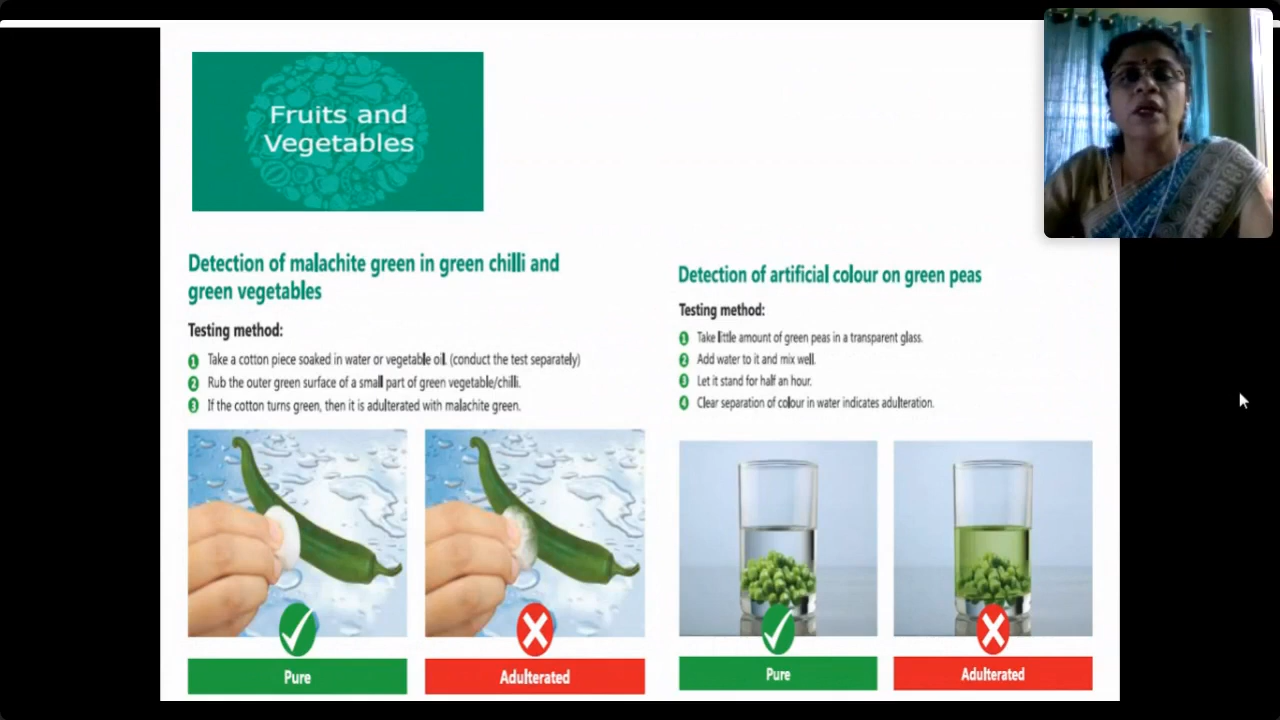 Fruits and
Vegetables
Detection of malachite green in green chilli and
green vegetables
Testing method:
1 Take a cotton piece soaked in water or vegetable oil. (conduct the test separately)
2 Rub the outer green surface of a small part of green vegetable/chilli.
3 If the cotton turns green, then it is adulterated with malachite green.
Pure
Adulterated
Detection of artificial colour on green peas
Testing method:
1 Take little amount of green peas in a transparent glass.
2 Add water to it and mix well.
3 Let it stand for half an hour.
4 Clear separation of colour in water indicates adulteration.
Pure
Adulterated